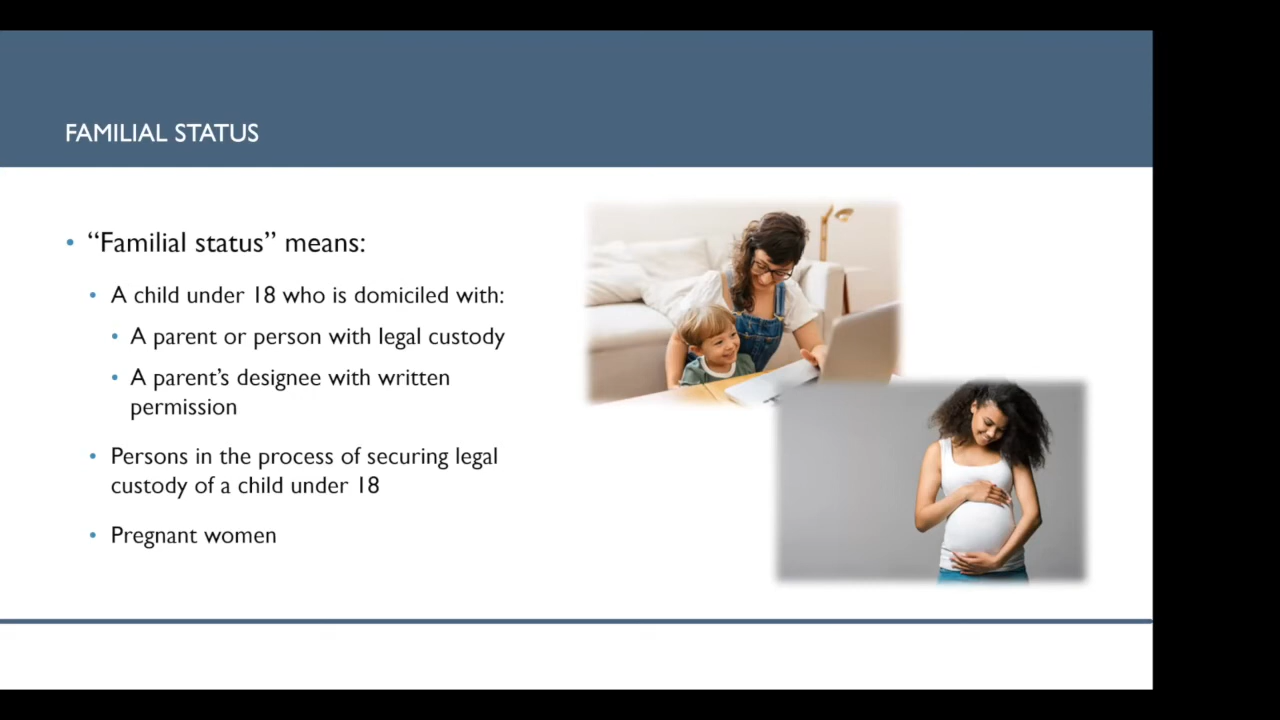 FAMILIAL STATUS
• “Familial status” means:
• A child under 18 who is domiciled with:
• A parent or person with legal custody
• A parent’s designee with written
permission
• Persons in the process of securing legal
custody of a child under 18
• Pregnant women